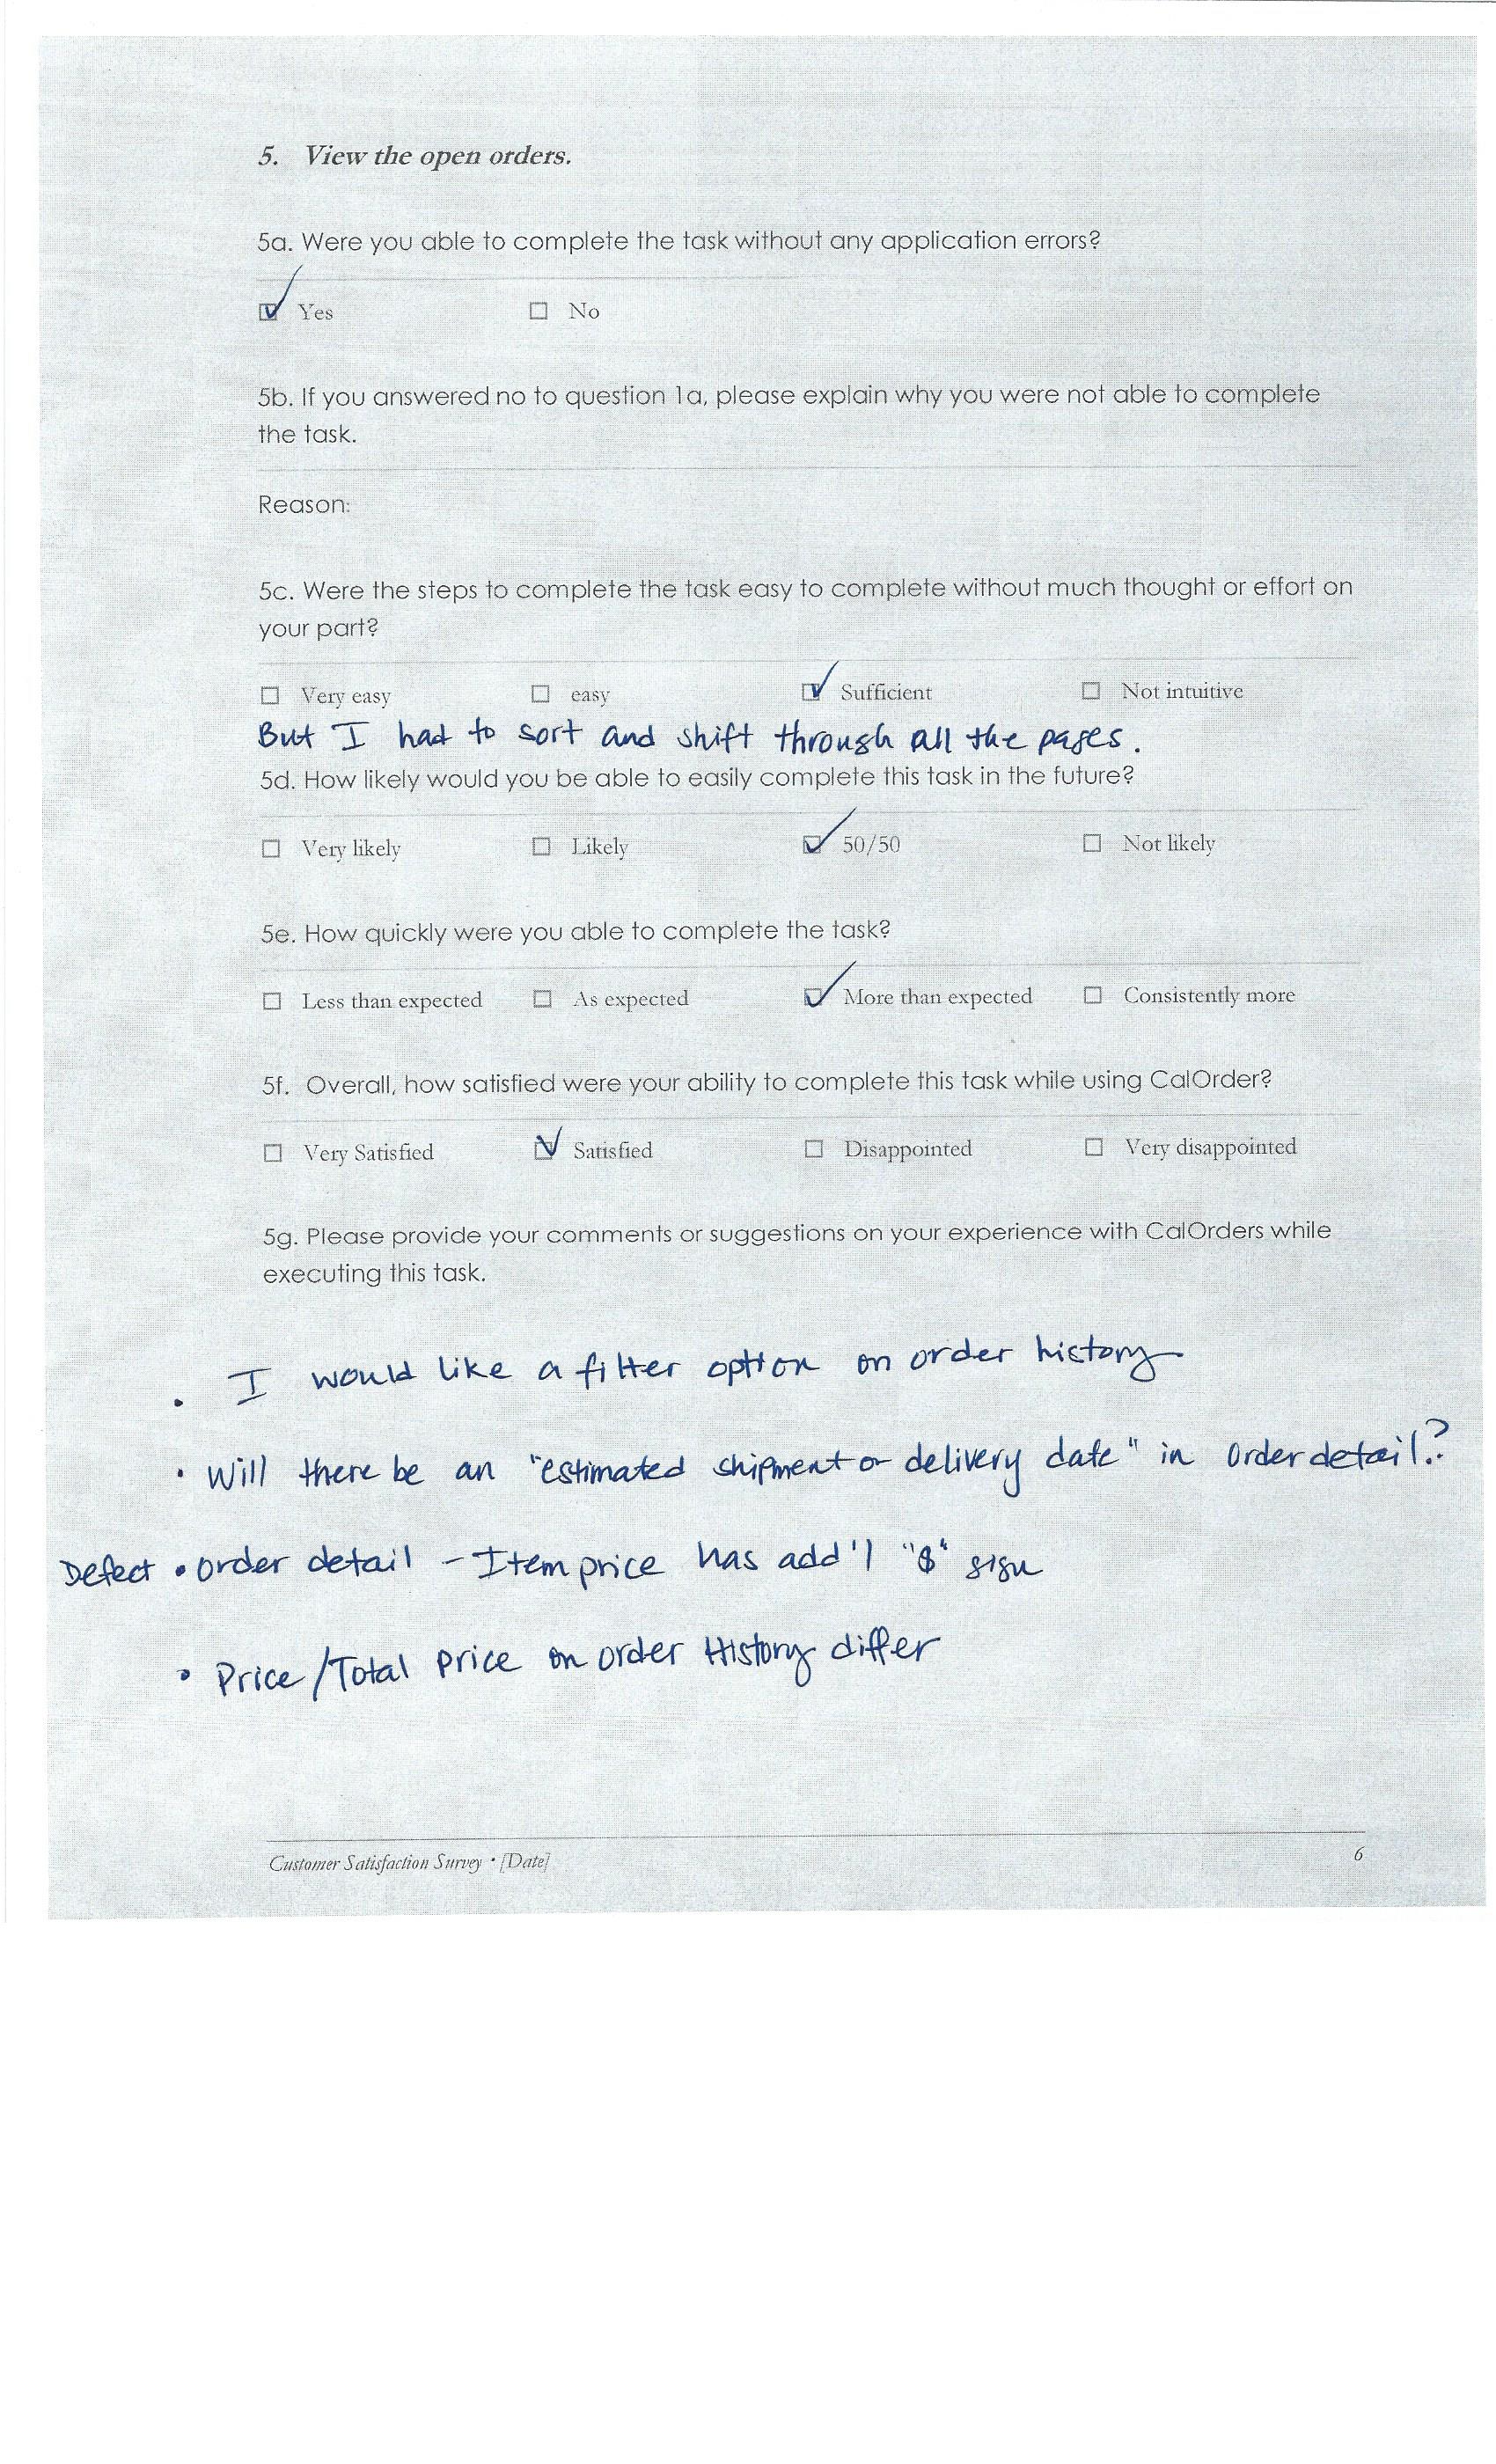 5. View the open orders.
5a. Were you able to complete the task without any application errors?
☑ Yes ☐ No
5b. If you answered no to question 1a, please explain why you were not able to complete
the task.
Reason:
5c. Were the steps to complete the task easy to complete without much thought or effort on
your part?
☐ Very easy ☐ easy ☑ Sufficient ☐ Not intuitive
But I had to sort and shift through all the pages.
5d. How likely would you be able to easily complete this task in the future?
☐ Very likely ☐ Likely ☑ 50/50 ☐ Not likely
5e. How quickly were you able to complete the task?
☐ Less than expected ☐ As expected ☑ More than expected ☐ Consistently more
5f. Overall, how satisfied were your ability to complete this task while using CalOrder?
☐ Very Satisfied ☑ Satisfied ☐ Disappointed ☐ Very disappointed
5g. Please provide your comments or suggestions on your experience with CalOrders while
executing this task.
• I would like a filter option on order history
• Will there be an "estimated shipment or delivery date" in order detail?
Defect • order detail - Item price has add'l "$" sign
• Price/Total price on order History differ
Customer Satisfaction Survey • [Date] 6